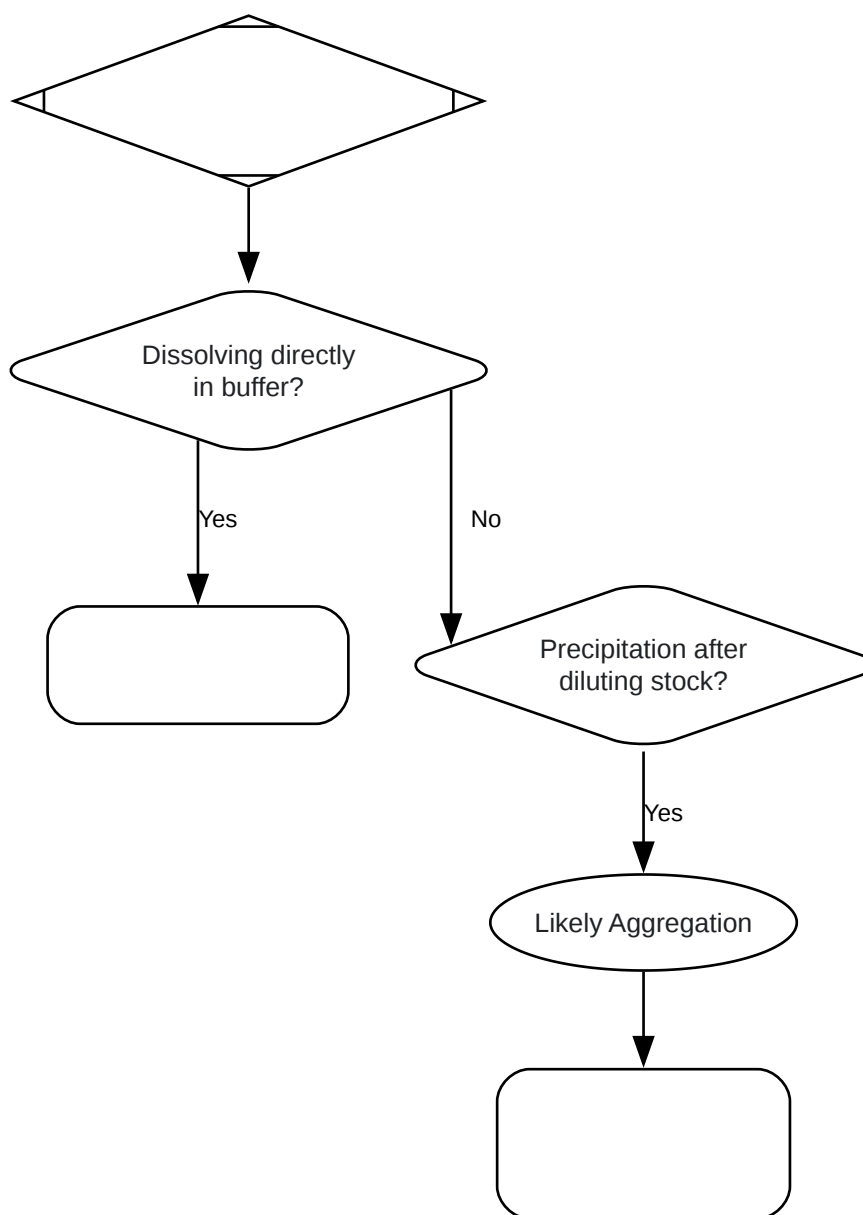 Dissolving directly
in buffer?
Yes
No
Precipitation after
diluting stock?
Yes
Likely Aggregation